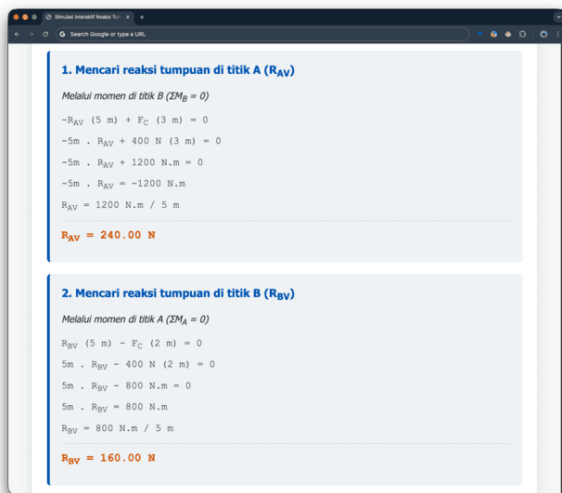 Simulasi Interaktif Reaksi Tu
Search Google or type a URL
1. Mencari reaksi tumpuan di titik A (RAV)
Melalui momen di titik B (ΣMB = 0)
-RAV (5 m) + FC (3 m) = 0
-5m . RAV + 400 N (3 m) = 0
-5m . RAV + 1200 N.m = 0
-5m . RAV = -1200 N.m
RAV = 1200 N.m / 5 m
RAV = 240.00 N
2. Mencari reaksi tumpuan di titik B (RBV)
Melalui momen di titik A (ΣMA = 0)
RBV (5 m) - FC (2 m) = 0
5m . RBV - 400 N (2 m) = 0
5m . RBV - 800 N.m = 0
5m . RBV = 800 N.m
RBV = 800 N.m / 5 m
RBV = 160.00 N